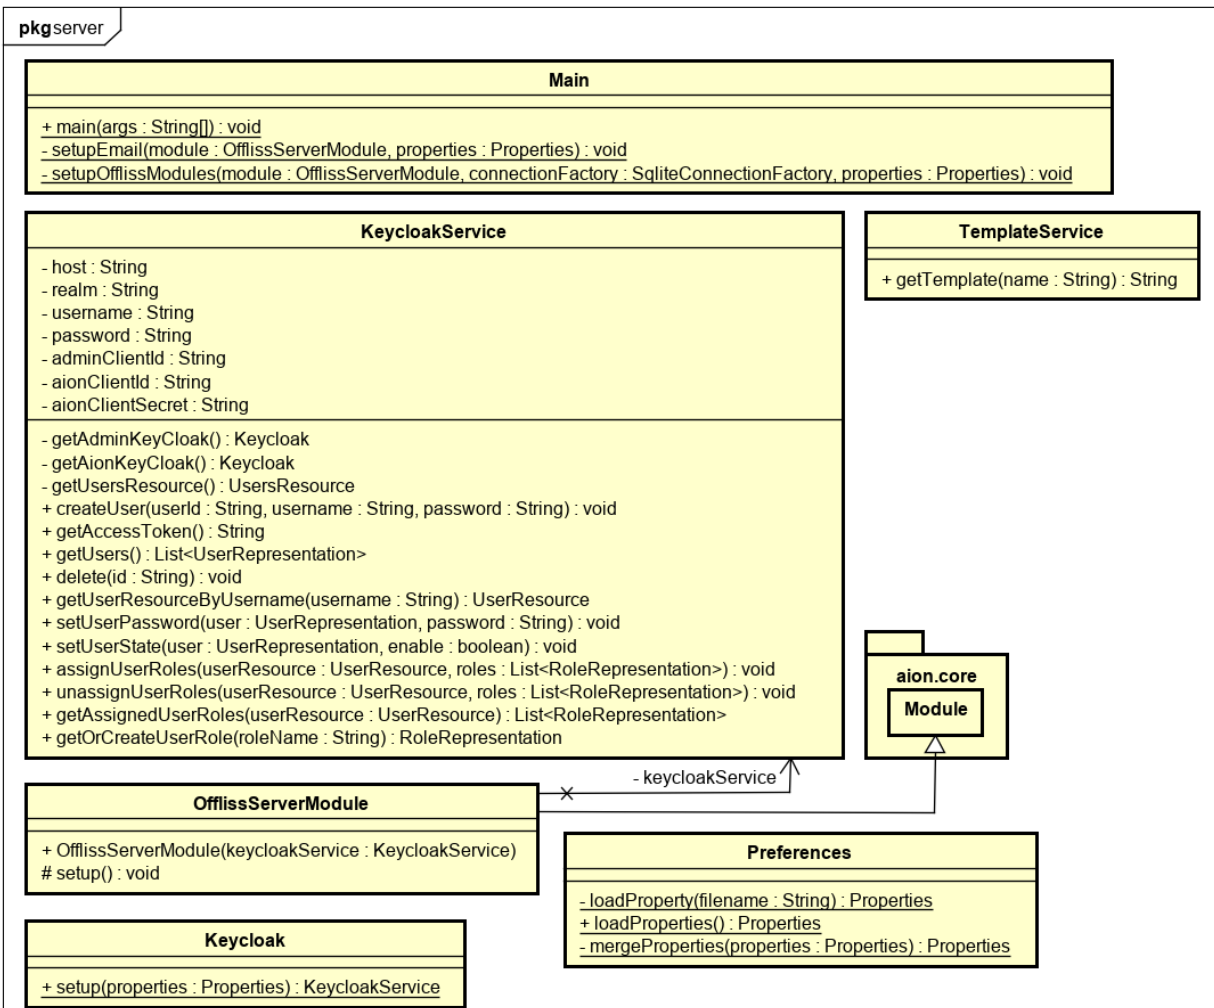 pkg server
Main
+ main(args : String[]) : void
- setupEmail(module : OfflissServerModule, properties : Properties) : void
- setupOfflissModules(module : OfflissServerModule, connectionFactory : SqliteConnectionFactory, properties : Properties) : void
KeycloakService
- host : String
- realm : String
- username : String
- password : String
- adminClientId : String
- aionClientId : String
- aionClientSecret : String
- getAdminKeyCloak() : Keycloak
- getAionKeyCloak() : Keycloak
- getUsersResource() : UsersResource
+ createUser(userId : String, username : String, password : String) : void
+ getAccessToken() : String
+ getUsers() : List<UserRepresentation>
+ delete(id : String) : void
+ getUserResourceByUsername(username : String) : UserResource
+ setUserPassword(user : UserRepresentation, password : String) : void
+ setUserState(user : UserRepresentation, enable : boolean) : void
+ assignUserRoles(userResource : UserResource, roles : List<RoleRepresentation>) : void
+ unassignUserRoles(userResource : UserResource, roles : List<RoleRepresentation>) : void
+ getAssignedUserRoles(userResource : UserResource) : List<RoleRepresentation>
+ getOrCreateUserRole(roleName : String) : RoleRepresentation
TemplateService
+ getTemplate(name : String) : String
aion.core
Module
- keycloakService
OfflissServerModule
+ OfflissServerModule(keycloakService : KeycloakService)
# setup() : void
Preferences
- loadProperty(filename : String) : Properties
+ loadProperties() : Properties
- mergeProperties(properties : Properties) : Properties
Keycloak
+ setup(properties : Properties) : KeycloakService